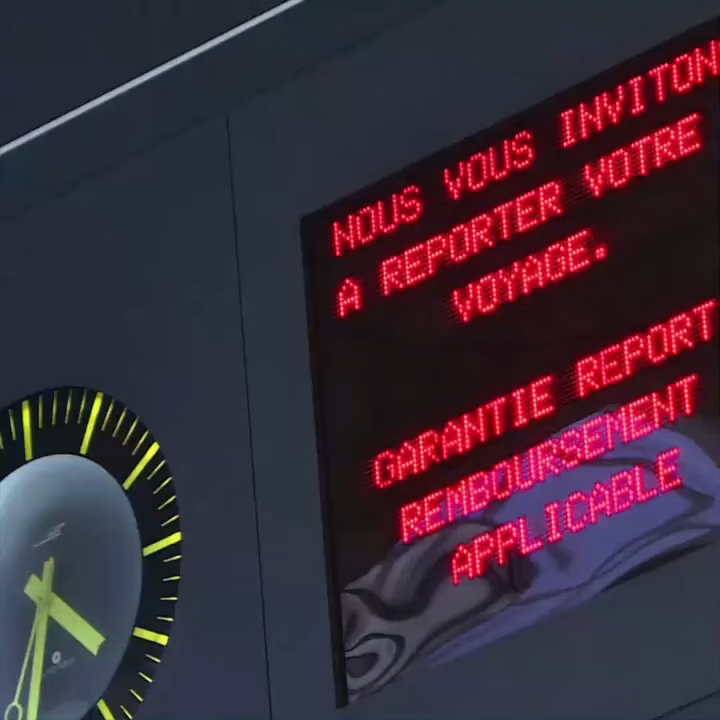 NOUS VOUS INVITON
A REPORTER VOTRE
VOYAGE.
GARANTIE REPORT
REMBOURSEMENT
APPLICABLE